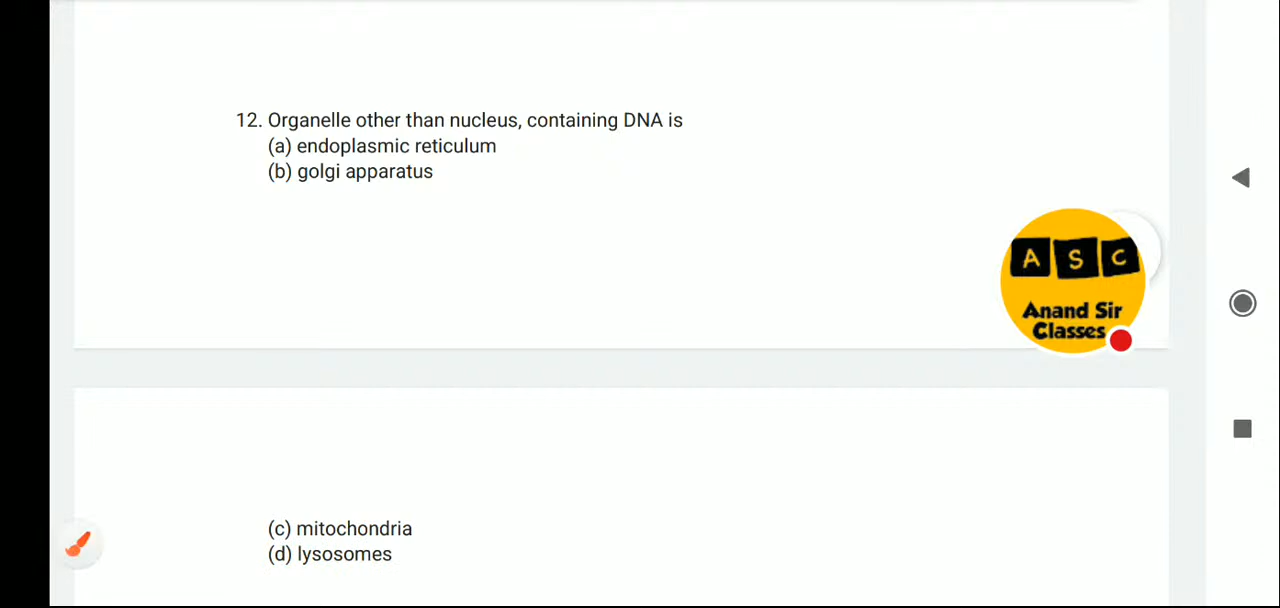 12. Organelle other than nucleus, containing DNA is
(a) endoplasmic reticulum
(b) golgi apparatus
A S C
Anand Sir
Classes
(c) mitochondria
(d) lysosomes